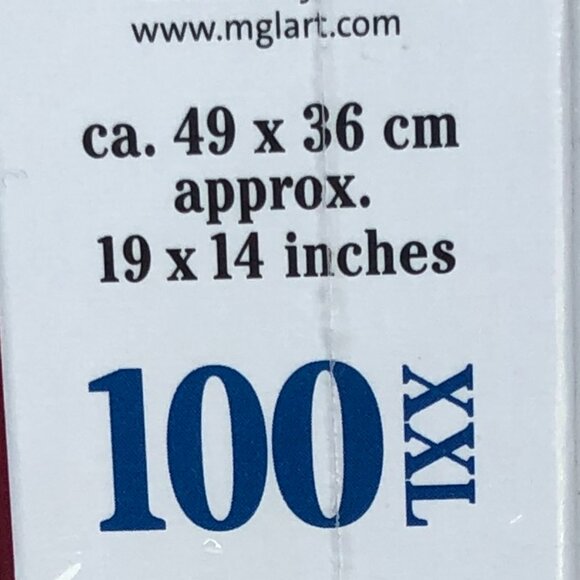 www.mglart.com
ca. 49 x 36 cm
approx.
19 x 14 inches
100 XXL